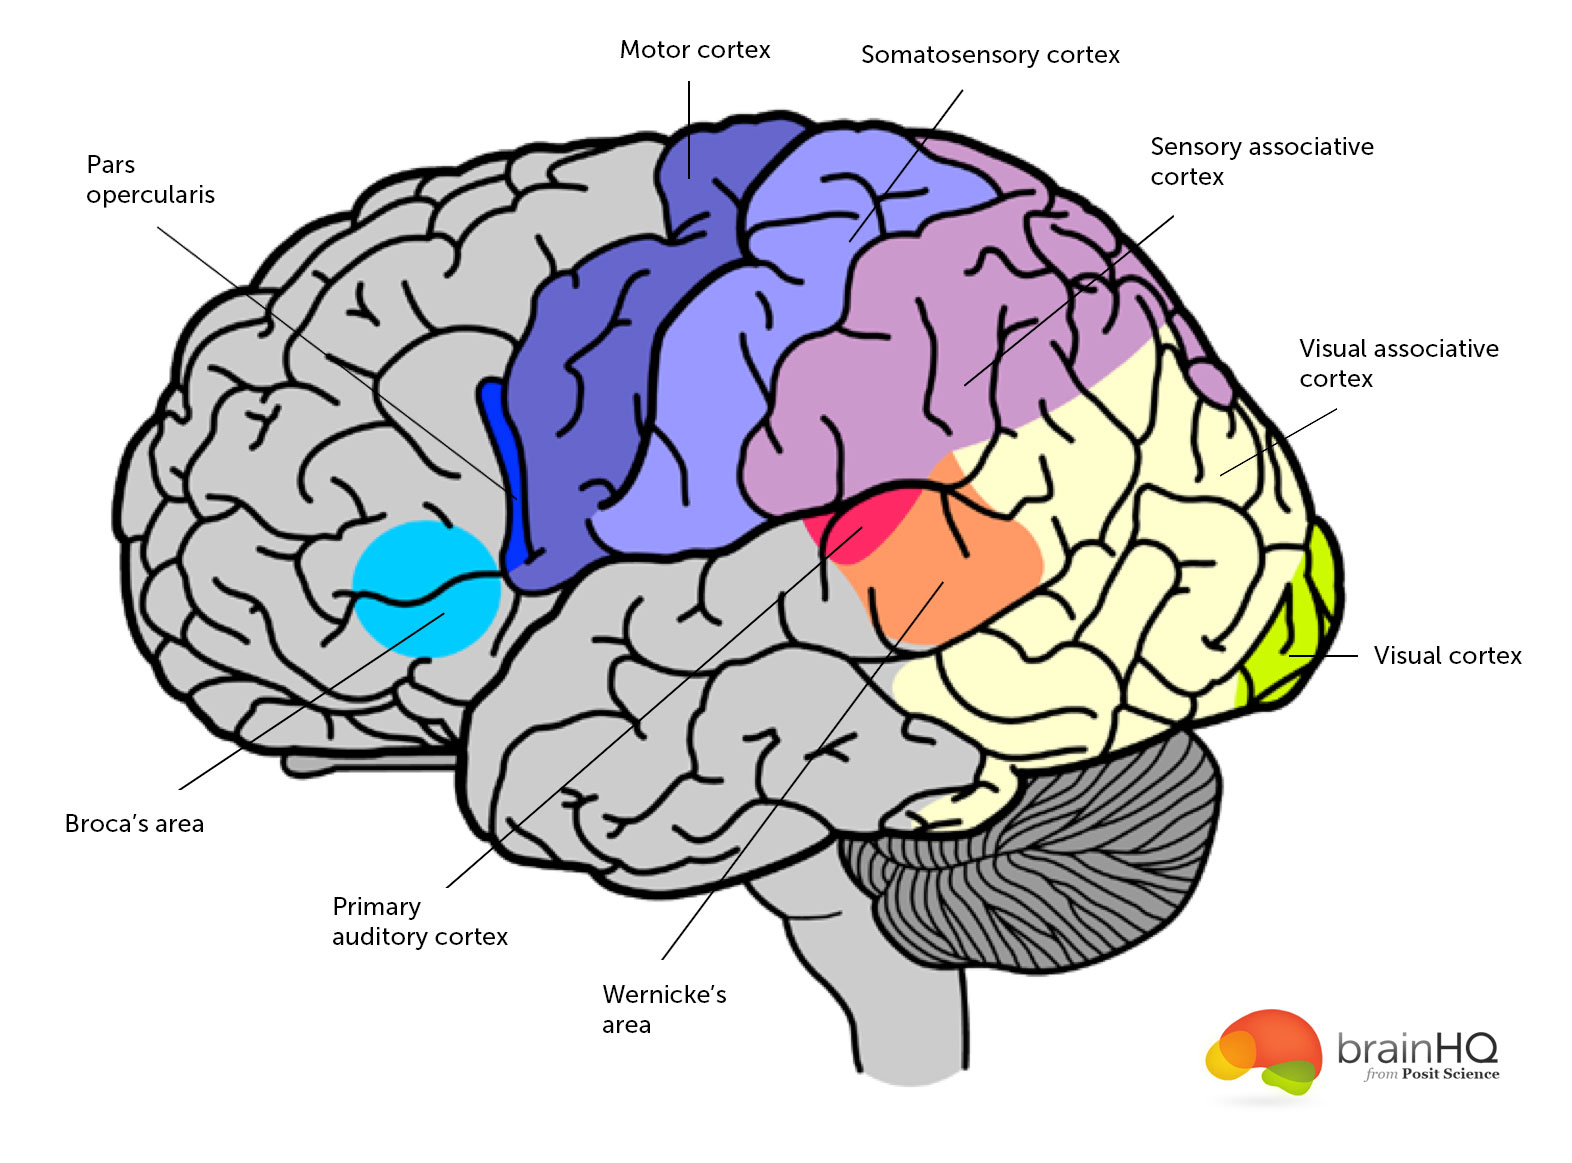 Motor cortex
Somatosensory cortex
Sensory associative
cortex
Pars
opercularis
Visual associative
cortex
Visual cortex
Broca’s area
Primary
auditory cortex
Wernicke’s
area
brainHQ
from Posit Science